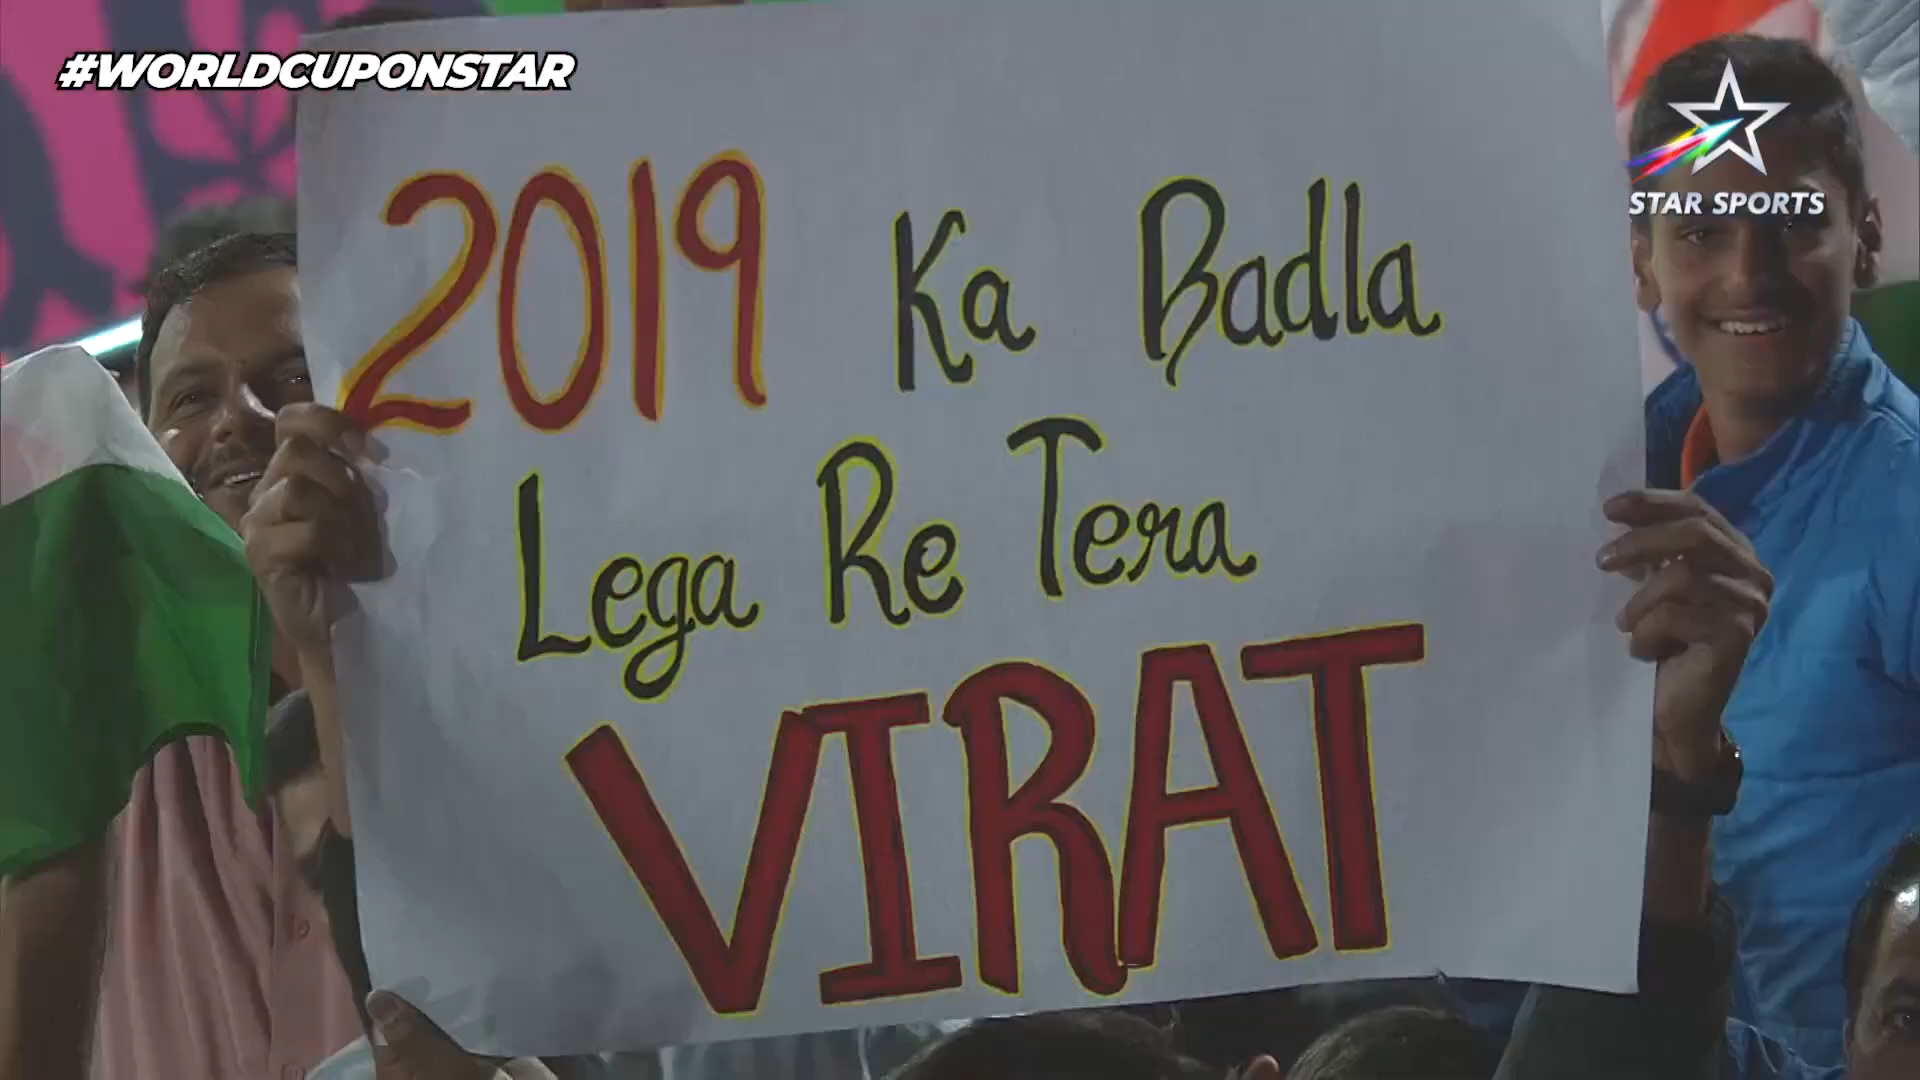 #WORLDCUPONSTAR
STAR SPORTS
2019 Ka Badla
Lega Re Tera
VIRAT